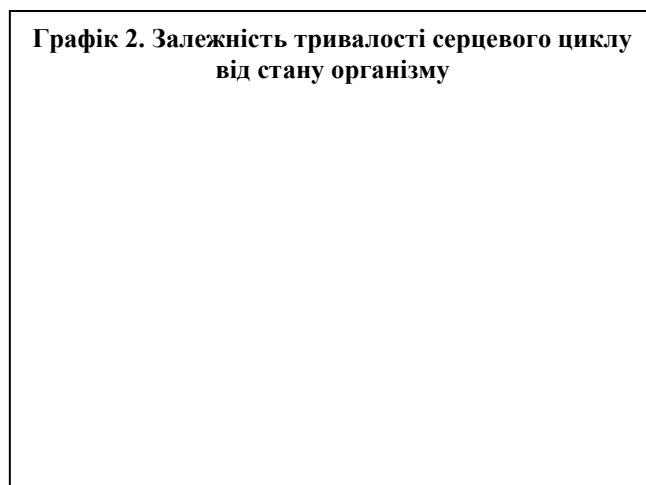 Графік 2. Залежність тривалості серцевого циклу
від стану організму